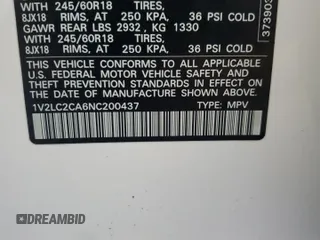 WITH 245/60R18 TIRES,
8JX18 RIMS, AT 250 KPA, 36 PSI COLD
GAWR REAR LBS 2932 , KG 1330
WITH 245/60R18 TIRES,
8JX18 RIMS, AT 250 KPA, 36 PSI COLD
THIS VEHICLE CONFORMS TO ALL APPLICABLE
U.S. FEDERAL MOTOR VEHICLE SAFETY AND
THEFT PREVENTION STANDARDS IN EFFECT ON THE
DATE OF MANUFACTURE SHOWN ABOVE.
1V2LC2CA6NC200437 TYPE: MPV
DREAMBID